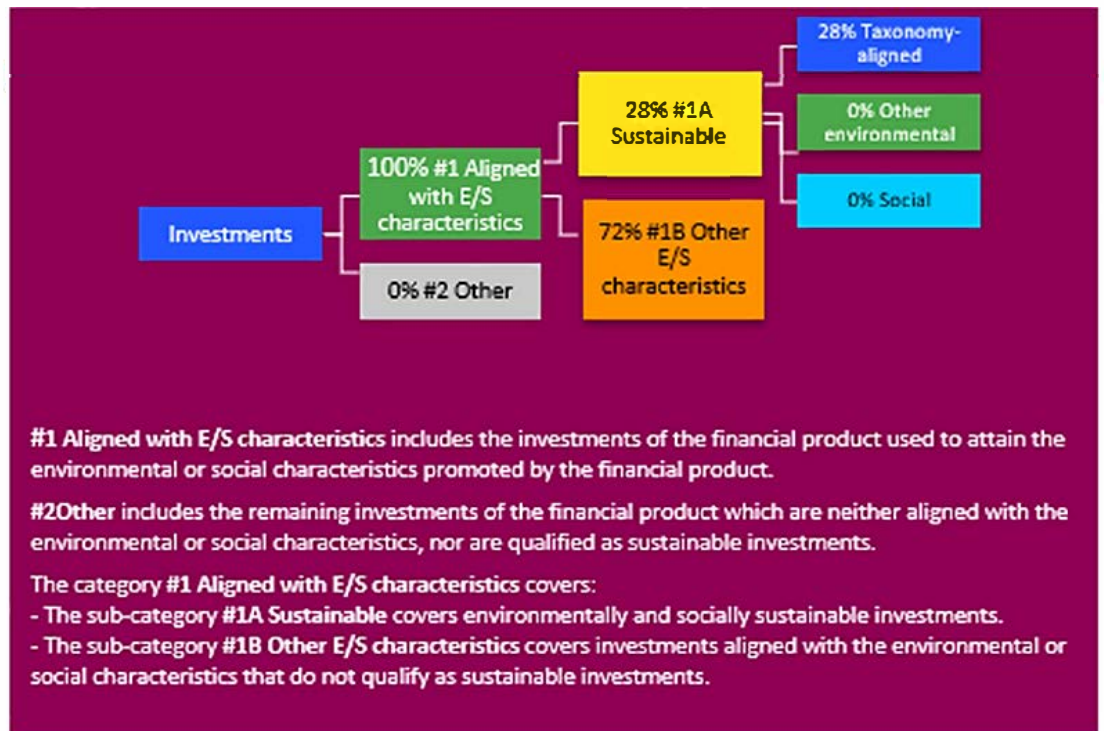 28% Taxonomy-
aligned
28% #1A
Sustainable
0% Other
environmental
100% #1 Aligned
with E/S
characteristics
0% Social
Investments
72% #1B Other
E/S
characteristics
0% #2 Other
#1 Aligned with E/S characteristics includes the investments of the financial product used to attain the
environmental or social characteristics promoted by the financial product.
#2Other includes the remaining investments of the financial product which are neither aligned with the
environmental or social characteristics, nor are qualified as sustainable investments.
The category #1 Aligned with E/S characteristics covers:
- The sub-category #1A Sustainable covers environmentally and socially sustainable investments.
- The sub-category #1B Other E/S characteristics covers investments aligned with the environmental or
social characteristics that do not qualify as sustainable investments.